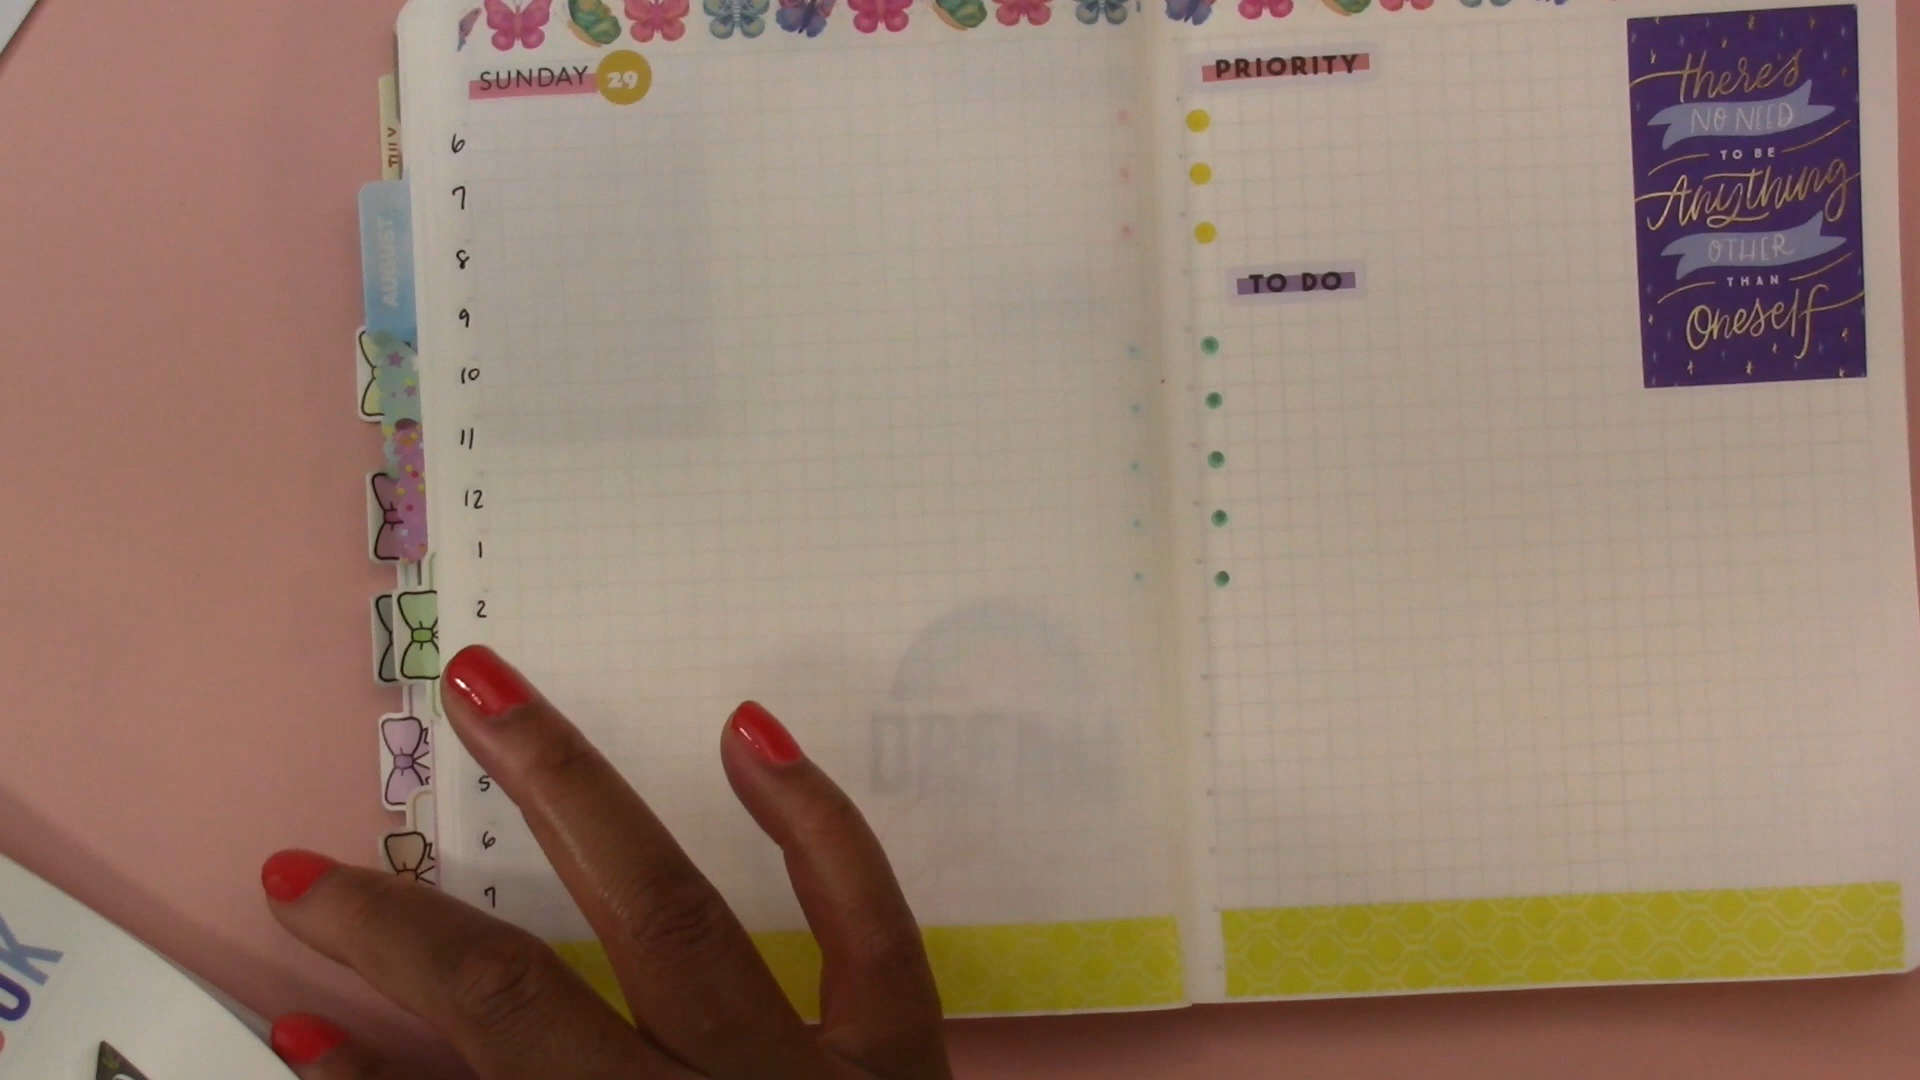 SUNDAY 29
6
7
8
9
10
11
12
1
2
5
6
7
PRIORITY
TO DO
there's
NO NEED
TO BE
Anything
OTHER
THAN
Oneself
AUGUST